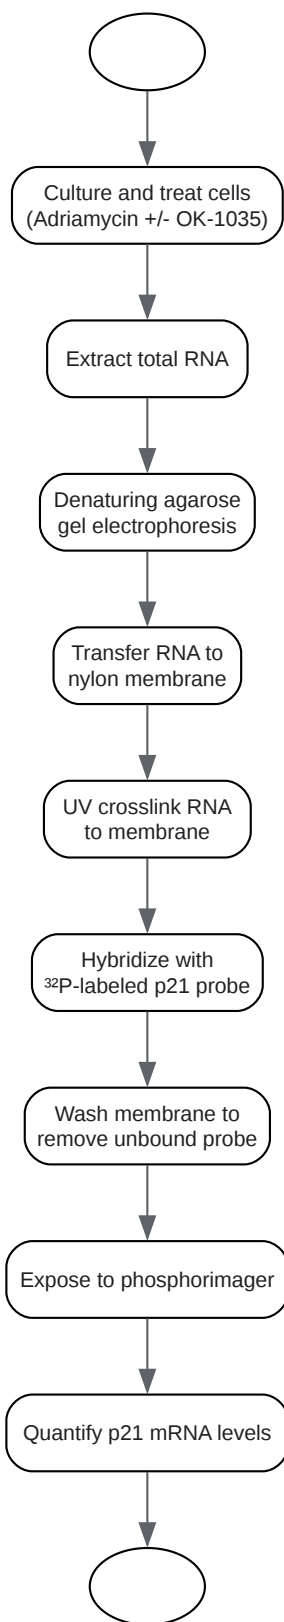 Culture and treat cells
(Adriamycin +/- OK-1035)
Extract total RNA
Denaturing agarose
gel electrophoresis
Transfer RNA to
nylon membrane
UV crosslink RNA
to membrane
Hybridize with
³²P-labeled p21 probe
Wash membrane to
remove unbound probe
Expose to phosphorimager
Quantify p21 mRNA levels